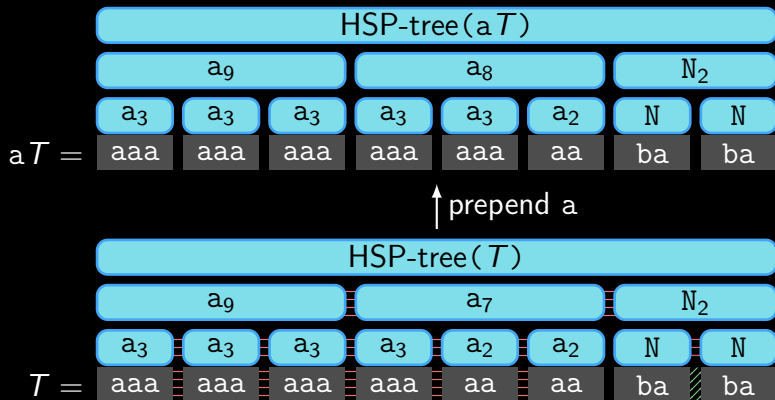 HSP-tree(aT)
a₉ a₈ N₂
a₃ a₃ a₃ a₃ a₃ a₂ N N
aT = aaa aaa aaa aaa aaa aa ba ba
prepend a
HSP-tree(T)
a₉ a₇ N₂
a₃ a₃ a₃ a₃ a₂ a₂ N N
T = aaa aaa aaa aaa aa aa ba ba